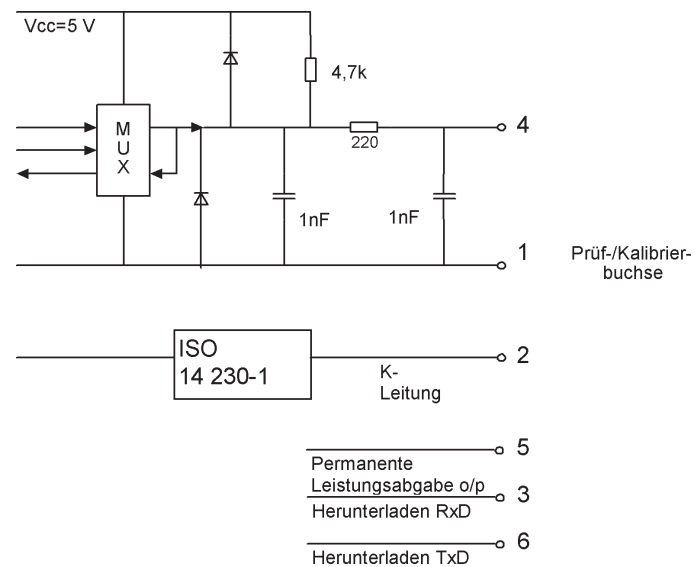 Vcc=5 V
4,7k
M
U
X
4
220
1nF
1nF
1
Prüf-/Kalibrier-
buchse
ISO
14 230-1
2
K-
Leitung
5
Permanente
Leistungsabgabe o/p
3
Herunterladen RxD
6
Herunterladen TxD